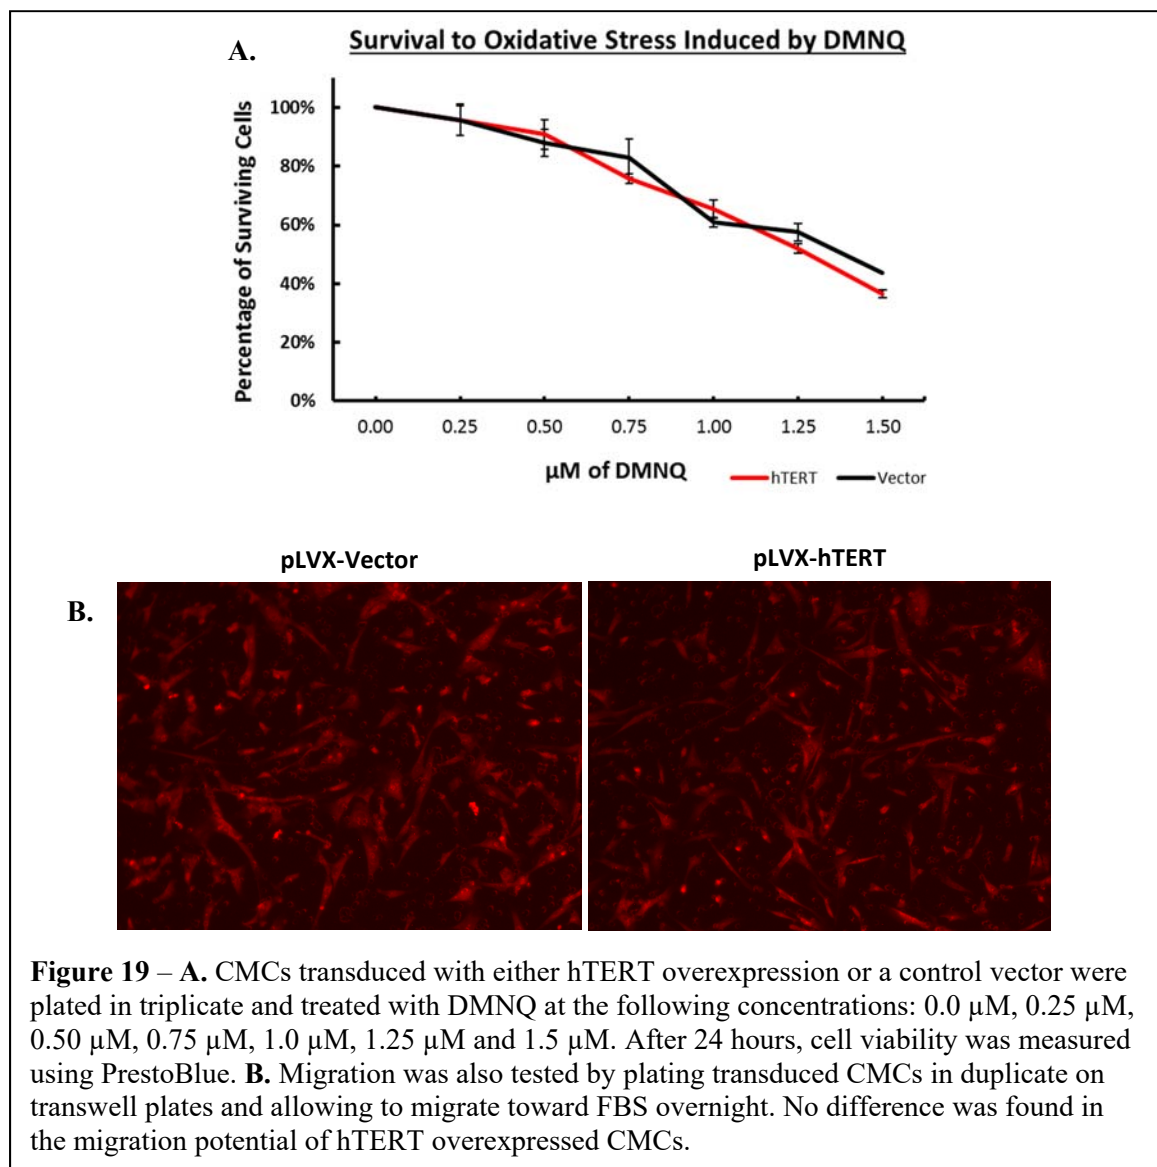 A.
Survival to Oxidative Stress Induced by DMNQ
Percentage of Surviving Cells
100%
80%
60%
40%
20%
0%
0.00 0.25 0.50 0.75 1.00 1.25 1.50
µM of DMNQ
hTERT Vector
pLVX-Vector pLVX-hTERT
B.
Figure 19 – A. CMCs transduced with either hTERT overexpression or a control vector were
plated in triplicate and treated with DMNQ at the following concentrations: 0.0 µM, 0.25 µM,
0.50 µM, 0.75 µM, 1.0 µM, 1.25 µM and 1.5 µM. After 24 hours, cell viability was measured
using PrestoBlue. B. Migration was also tested by plating transduced CMCs in duplicate on
transwell plates and allowing to migrate toward FBS overnight. No difference was found in
the migration potential of hTERT overexpressed CMCs.